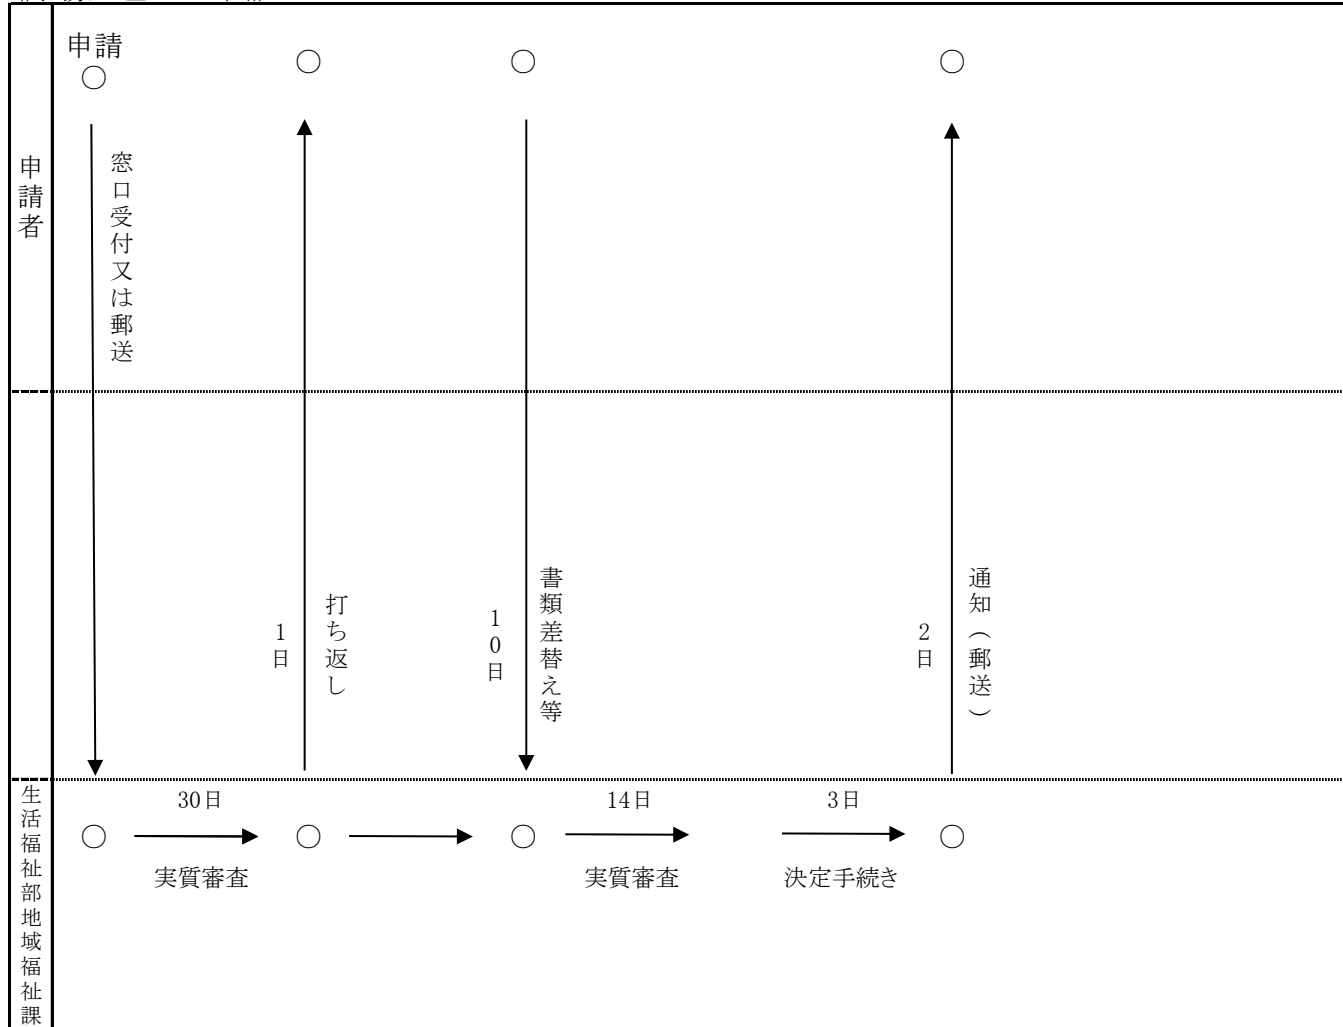 申請
申請者
窓口受付又は郵送
1日
打ち返し
10日
書類差替え等
2日
通知（郵送）
生活福祉部地域福祉課
30日
実質審査
14日
実質審査
3日
決定手続き